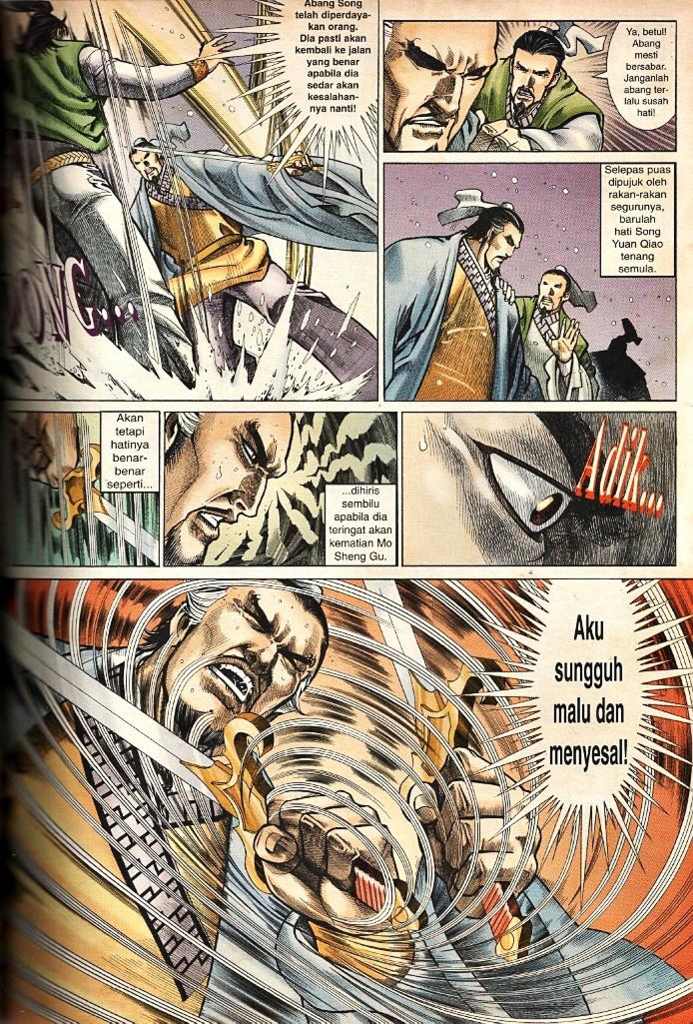 Abang Song
telah diperdaya-
kan orang.
Dia pasti akan
kembali ke jalan
yang benar
apabila dia
sedar akan
kesalahan-
nya nanti!
Ya, betul!
Abang
mesti
bersabar.
Janganlah
abang ter-
lalu susah
hati!
Selepas puas
dipujuk oleh
rakan-rakan
segurunya,
barulah
hati Song
Yuan Qiao
tenang
semula.
Akan
tetapi
hatinya
benar-
benar
seperti...
...dihiris
sembilu
apabila dia
teringat akan
kematian Mo
Sheng Gu.
Adik...
Aku
sungguh
malu dan
menyesal!